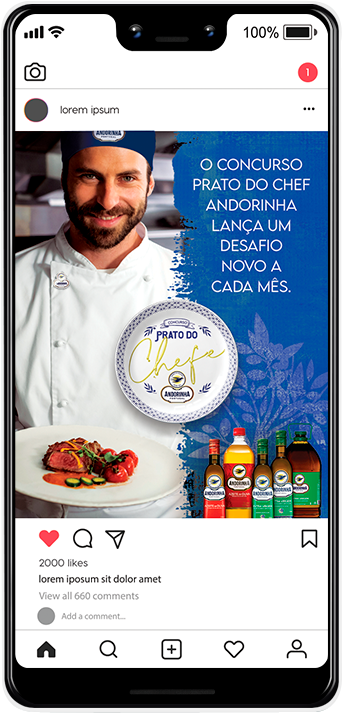 100%
1
lorem ipsum
ANDORINHA
O CONCURSO
PRATO DO CHEF
ANDORINHA
LANÇA UM
DESAFIO
NOVO A
CADA MÊS.
CONCURSO
PRATO DO
Chefe
ANDORINHA
PORTUGAL
ANDORINHA
ANDORINHA
ANDORINHA
ANDORINHA
2000 likes
lorem ipsum sit dolor amet
View all 660 comments
Add a comment...